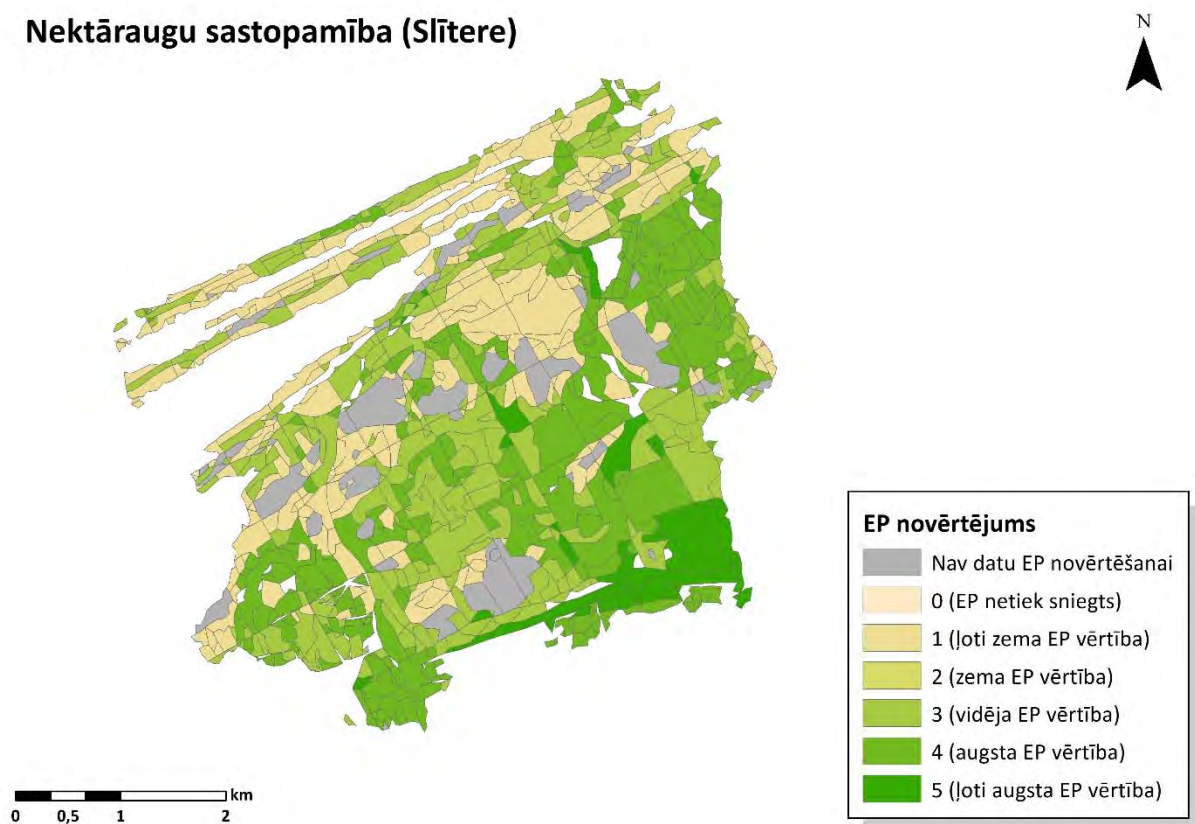 Nektāraugu sastopamība (Slītere)
N
EP novērtējums
Nav datu EP novērtēšanai
0 (EP netiek sniegts)
1 (ļoti zema EP vērtība)
2 (zema EP vērtība)
3 (vidēja EP vērtība)
4 (augsta EP vērtība)
5 (ļoti augsta EP vērtība)
km
0 0,5 1 2